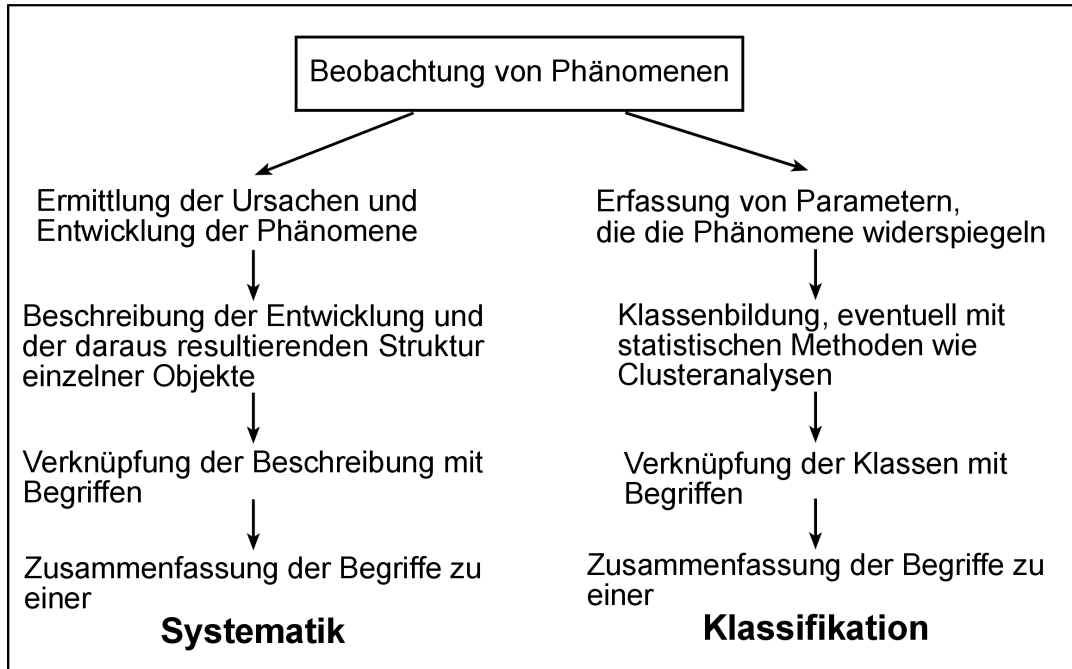 Beobachtung von Phänomenen
Ermittlung der Ursachen und
Entwicklung der Phänomene
Beschreibung der Entwicklung und
der daraus resultierenden Struktur
einzelner Objekte
Verknüpfung der Beschreibung mit
Begriffen
Zusammenfassung der Begriffe zu
einer
Systematik
Erfassung von Parametern,
die die Phänomene widerspiegeln
Klassenbildung, eventuell mit
statistischen Methoden wie
Clusteranalysen
Verknüpfung der Klassen mit
Begriffen
Zusammenfassung der Begriffe zu
einer
Klassifikation